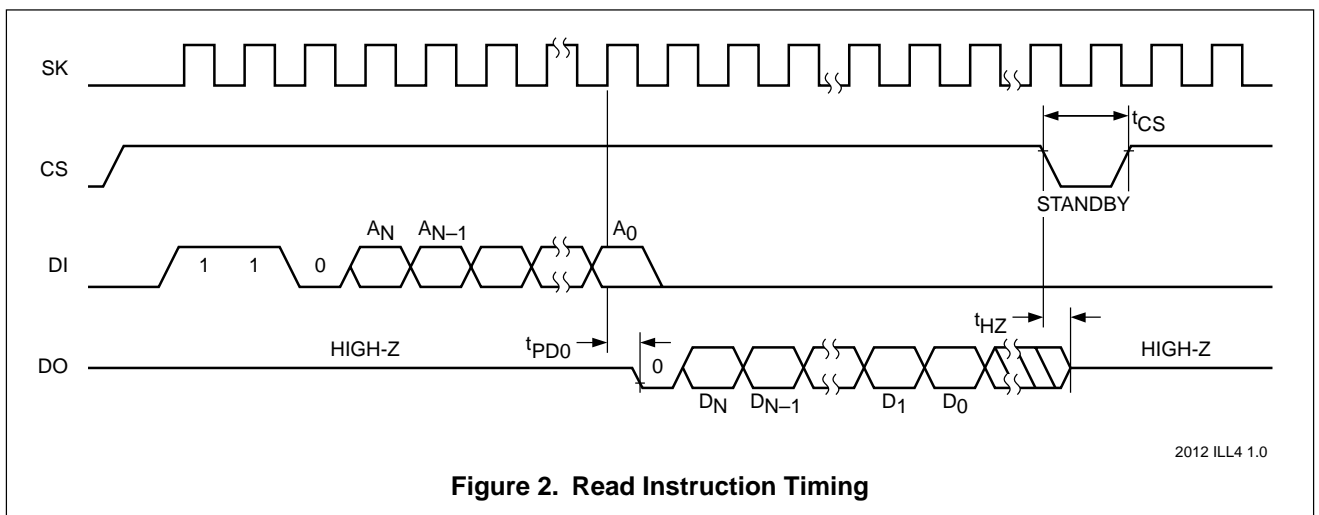 SK
tCS
CS
STANDBY
AN AN–1 A0
DI 1 1 0
tHZ
HIGH-Z tPD0 0 HIGH-Z
DO
DN DN–1 D1 D0
2012 ILL4 1.0
Figure 2. Read Instruction Timing